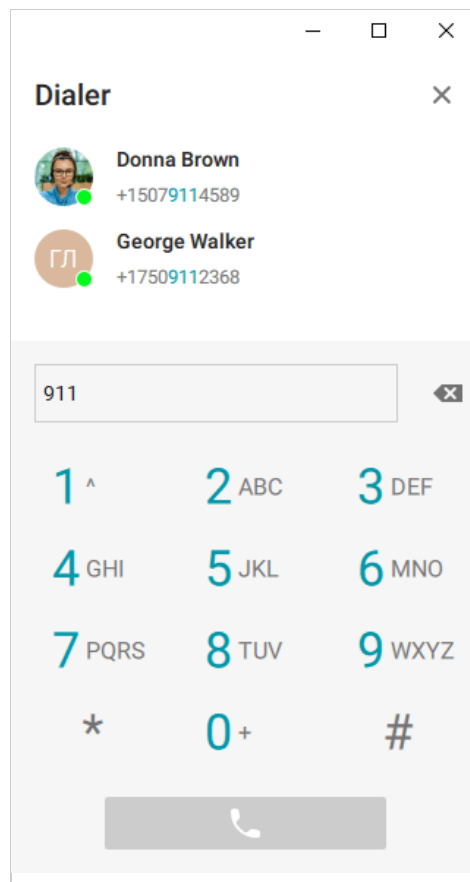 Dialer
Donna Brown
+15079114589
ГЛ
George Walker
+17509112368
911
1 ^ 2 ABC 3 DEF
4 GHI 5 JKL 6 MNO
7 PQRS 8 TUV 9 WXYZ
* 0 + #